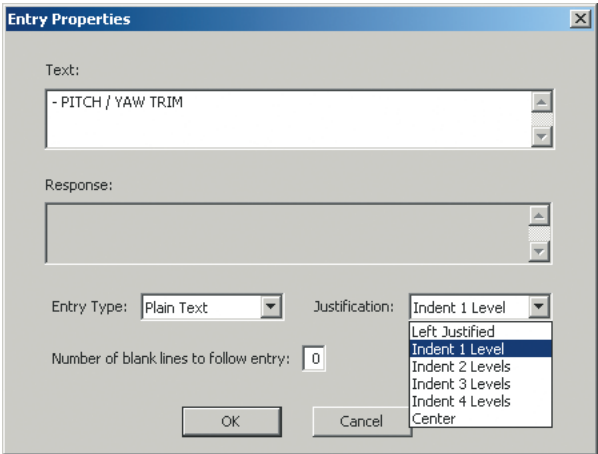 Entry Properties
Text:
- PITCH / YAW TRIM
Response:
Entry Type: Plain Text Justification: Indent 1 Level
Left Justified
Indent 1 Level
Number of blank lines to follow entry: 0 Indent 2 Levels
Indent 3 Levels
Indent 4 Levels
OK Cancel Center